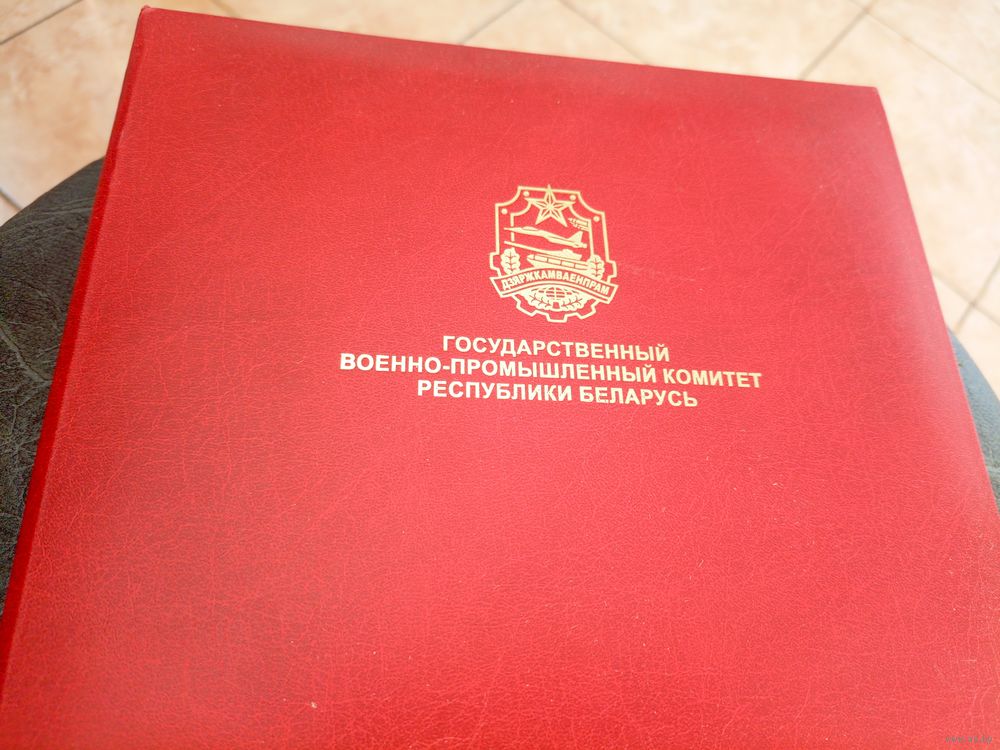 ДЗЯРЖКАМВАЕНПРАМ
ГОСУДАРСТВЕННЫЙ
ВОЕННО-ПРОМЫШЛЕННЫЙ КОМИТЕТ
РЕСПУБЛИКИ БЕЛАРУСЬ